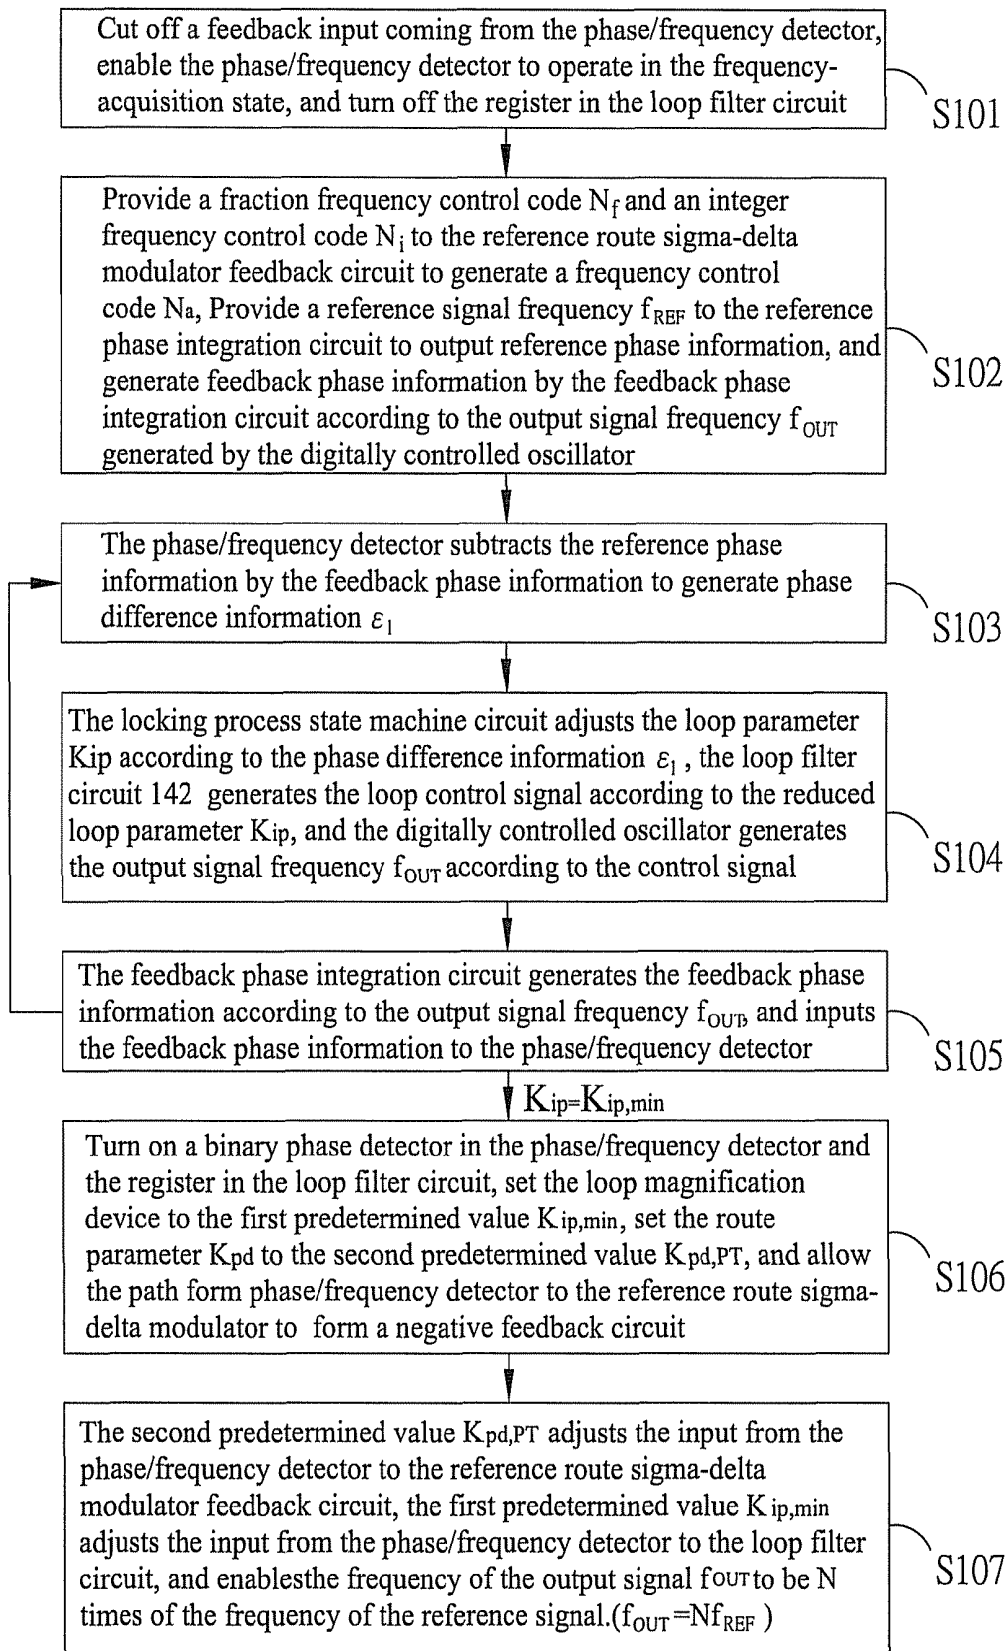 Cut off a feedback input coming from the phase/frequency detector,
enable the phase/frequency detector to operate in the frequency-
acquisition state, and turn off the register in the loop filter circuit
S101
Provide a fraction frequency control code Nf and an integer
frequency control code Ni to the reference route sigma-delta
modulator feedback circuit to generate a frequency control
code Na, Provide a reference signal frequency fREF to the reference
phase integration circuit to output reference phase information, and
generate feedback phase information by the feedback phase
integration circuit according to the output signal frequency fOUT
generated by the digitally controlled oscillator
S102
The phase/frequency detector subtracts the reference phase
information by the feedback phase information to generate phase
difference information ε1
S103
The locking process state machine circuit adjusts the loop parameter
Kip according to the phase difference information ε1 , the loop filter
circuit 142 generates the loop control signal according to the reduced
loop parameter Kip, and the digitally controlled oscillator generates
the output signal frequency fOUT according to the control signal
S104
The feedback phase integration circuit generates the feedback phase
information according to the output signal frequency fOUT, and inputs
the feedback phase information to the phase/frequency detector
S105
Kip=Kip,min
Turn on a binary phase detector in the phase/frequency detector and
the register in the loop filter circuit, set the loop magnification
device to the first predetermined value Kip,min, set the route
parameter Kpd to the second predetermined value Kpd,PT, and allow
the path form phase/frequency detector to the reference route sigma-
delta modulator to form a negative feedback circuit
S106
The second predetermined value Kpd,PT adjusts the input from the
phase/frequency detector to the reference route sigma-delta
modulator feedback circuit, the first predetermined value Kip,min
adjusts the input from the phase/frequency detector to the loop filter
circuit, and enablesthe frequency of the output signal fOUT to be N
times of the frequency of the reference signal.(fOUT=NfREF )
S107